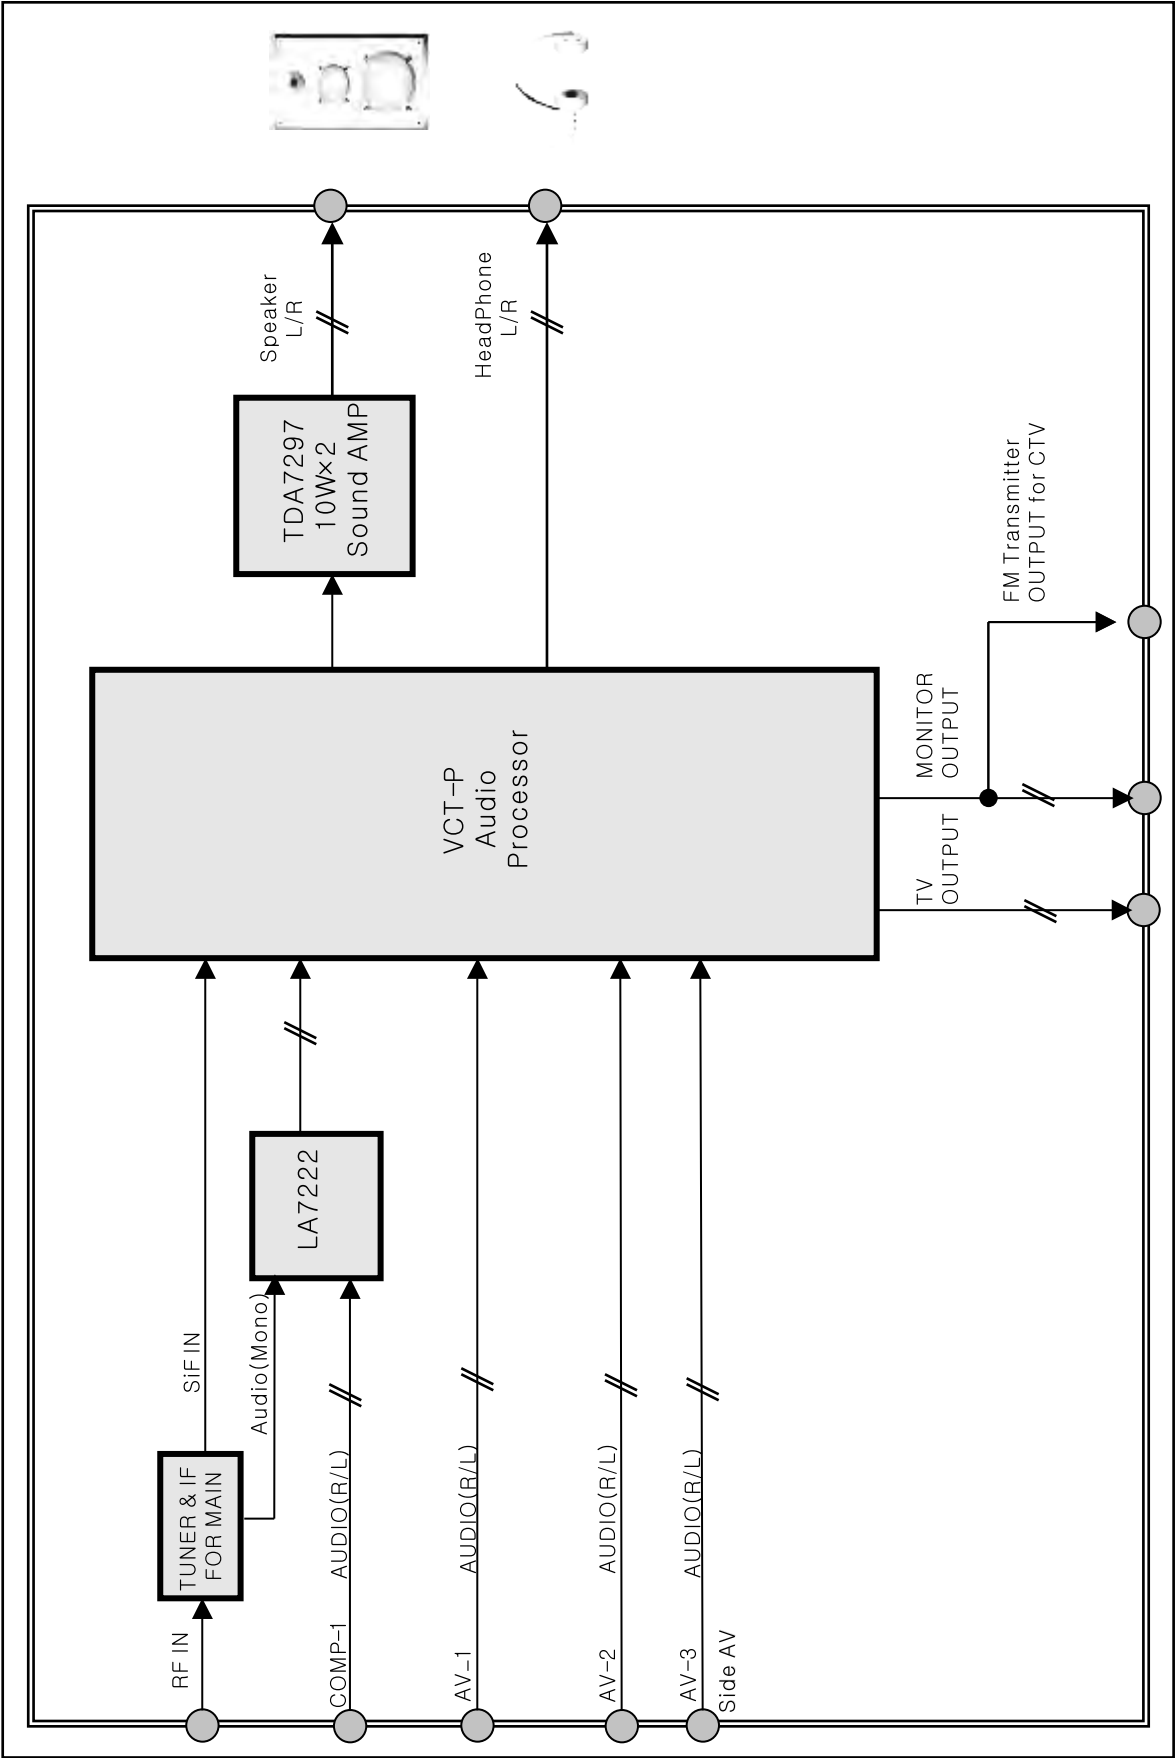 RF IN
TUNER & IF
FOR MAIN
SiF IN
Audio(Mono)
COMP-1
AUDIO(R/L)
LA7222
AV-1
AUDIO(R/L)
AV-2
AUDIO(R/L)
AV-3
Side AV
AUDIO(R/L)
VCT-P
Audio
Processor
TDA7297
10W×2
Sound AMP
Speaker
L/R
HeadPhone
L/R
TV
OUTPUT
MONITOR
OUTPUT
FM Transmitter
OUTPUT for CTV